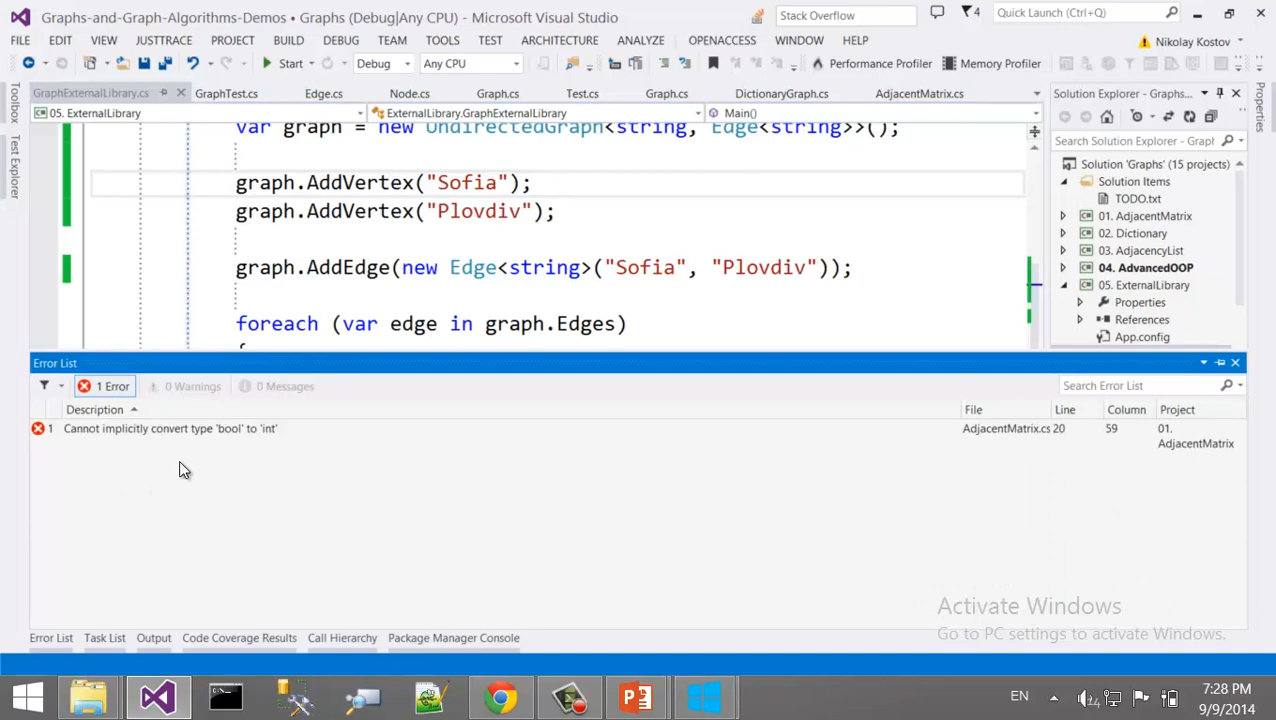 Graphs-and-Graph-Algorithms-Demos • Graphs (Debug|Any CPU) - Microsoft Visual Studio
Stack Overflow
4
Quick Launch (Ctrl+Q)
FILE EDIT VIEW JUSTTRACE PROJECT BUILD DEBUG TEAM TOOLS TEST ARCHITECTURE ANALYZE OPENACCESS WINDOW HELP
Nikolay Kostov
Start Debug Any CPU Performance Profiler Memory Profiler
Toolbox
Test Explorer
Properties
GraphExternalLibrary.cs GraphTest.cs Edge.cs Node.cs Graph.cs Test.cs Graph.cs DictionaryGraph.cs AdjacentMatrix.cs
05. ExternalLibrary ExternalLibrary.GraphExternalLibrary Main()
var graph = new UndirectedGraph<string, Edge<string>>();
graph.AddVertex("Sofia");
graph.AddVertex("Plovdiv");
graph.AddEdge(new Edge<string>("Sofia", "Plovdiv"));
foreach (var edge in graph.Edges)
{
Solution Explorer - Graphs...
Search Solution Explorer - Graph
Solution 'Graphs' (15 projects)
Solution Items
TODO.txt
01. AdjacentMatrix
02. Dictionary
03. AdjacencyList
04. AdvancedOOP
05. ExternalLibrary
Properties
References
App.config
Error List
1 Error 0 Warnings 0 Messages
Search Error List
Description File Line Column Project
1 Cannot implicitly convert type 'bool' to 'int' AdjacentMatrix.cs 20 59 01.
AdjacentMatrix
Activate Windows
Go to PC settings to activate Windows.
Error List Task List Output Code Coverage Results Call Hierarchy Package Manager Console
EN
7:28 PM
9/9/2014